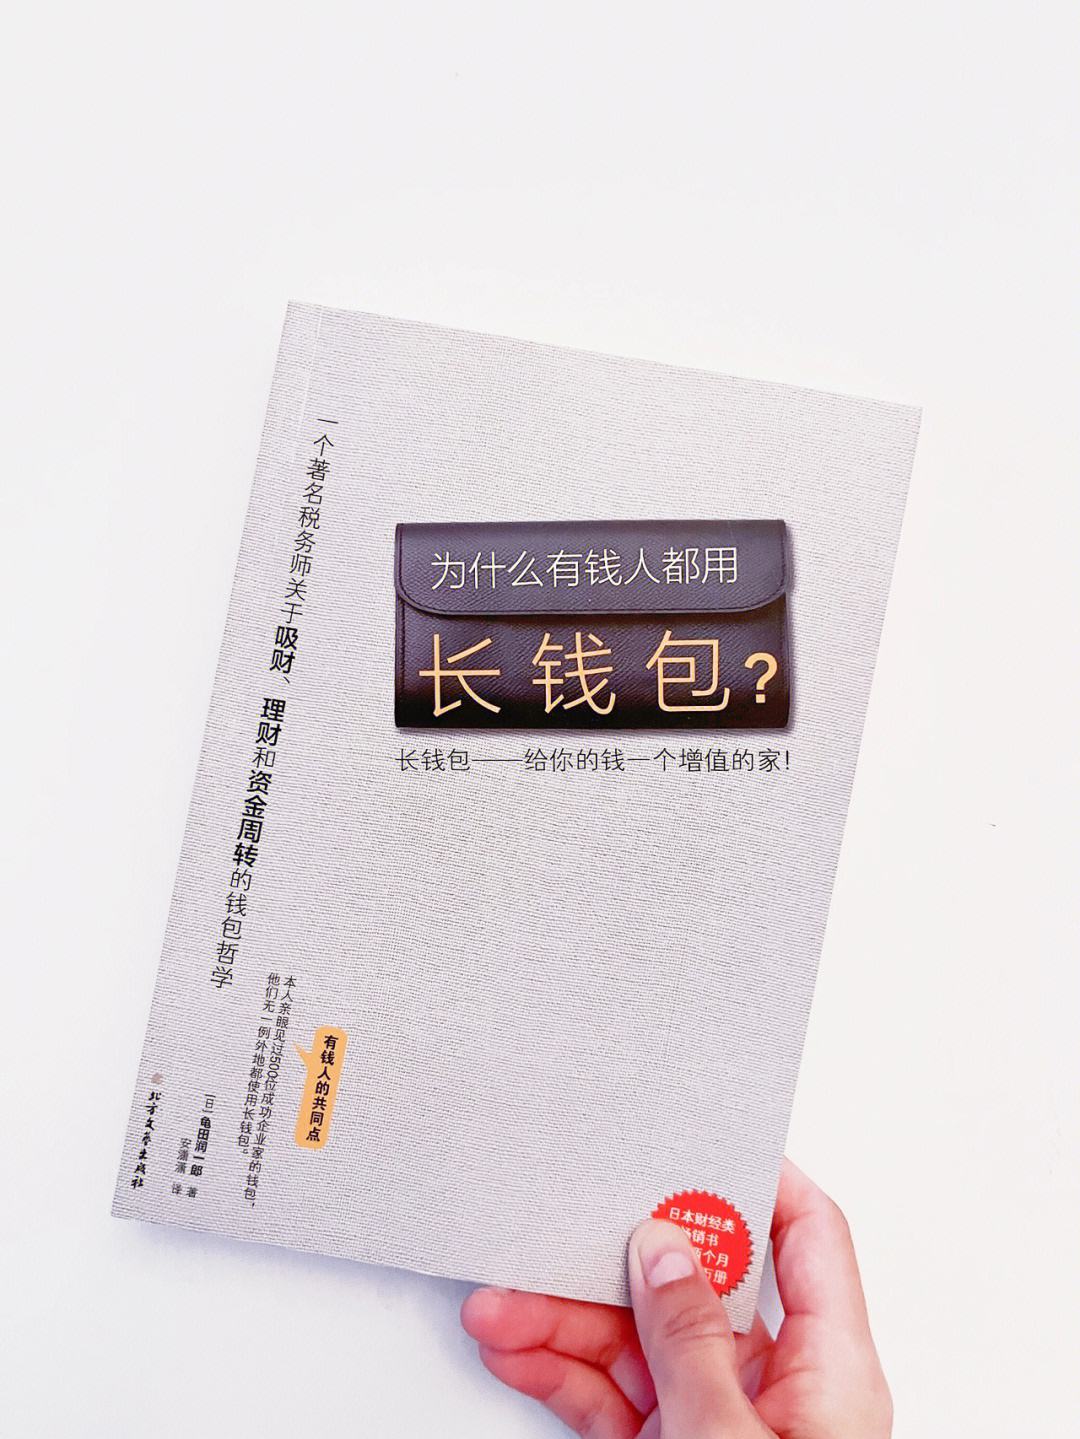 为什么有钱人都用
长钱包?
长钱包——给你的钱一个增值的家!
一个著名税务师关于吸财、理财和资金周转的钱包哲学
有钱人的共同点
本人亲眼见过500位成功企业家的钱包,
他们无一例外地都使用长钱包。
[日]龟田润一郎 著
安潇潇 译
北方文艺出版社
日本财经类
畅销书
个月
万册